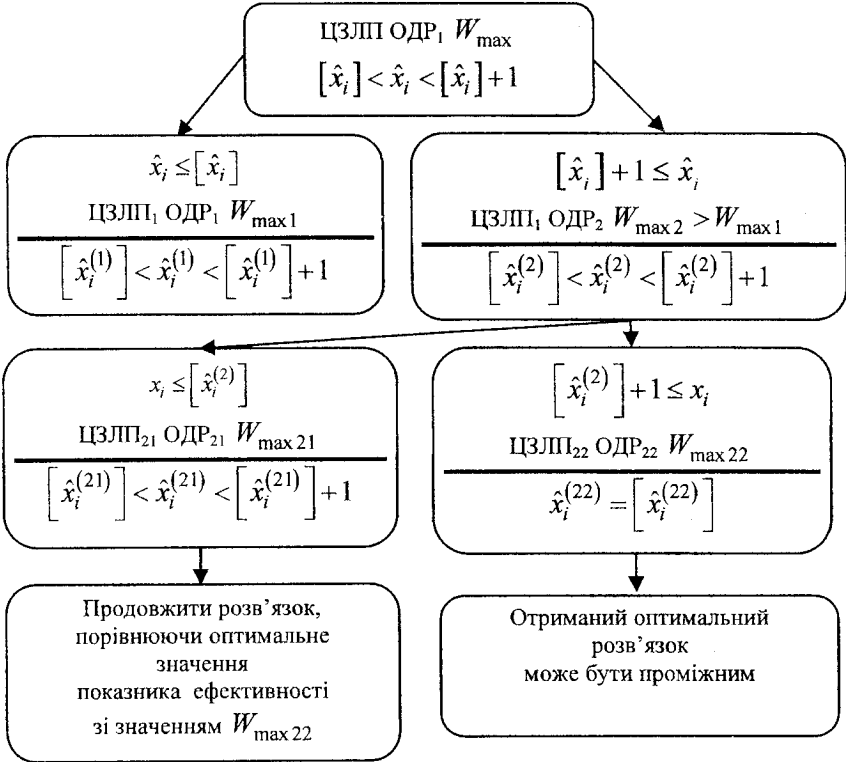 ЦЗЛП ОДР₁ W_max
[x̂_i] < x̂_i < [x̂_i] + 1
x̂_i ≤ [x̂_i]
ЦЗЛП₁ ОДР₁ W_max 1
[x̂_i^(1)] < x̂_i^(1) < [x̂_i^(1)] + 1
[x̂_i] + 1 ≤ x̂_i
ЦЗЛП₁ ОДР₂ W_max 2 > W_max 1
[x̂_i^(2)] < x̂_i^(2) < [x̂_i^(2)] + 1
x_i ≤ [x̂_i^(2)]
ЦЗЛП₂₁ ОДР₂₁ W_max 21
[x̂_i^(21)] < x̂_i^(21) < [x̂_i^(21)] + 1
[x̂_i^(2)] + 1 ≤ x_i
ЦЗЛП₂₂ ОДР₂₂ W_max 22
x̂_i^(22) = [x̂_i^(22)]
Продовжити розв'язок,
порівнюючи оптимальне
значення
показника ефективності
зі значенням W_max 22
Отриманий оптимальний
розв'язок
може бути проміжним